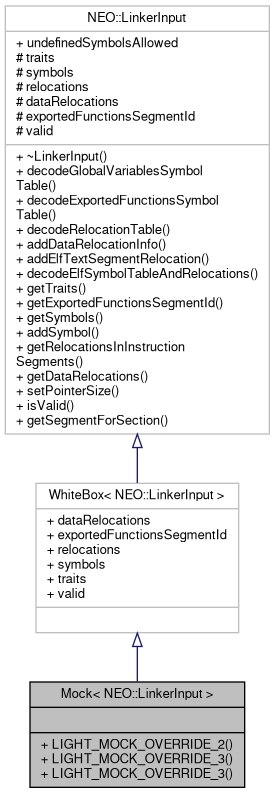 NEO::LinkerInput
+ undefinedSymbolsAllowed
# traits
# symbols
# relocations
# dataRelocations
# exportedFunctionsSegmentId
# valid
+ ~LinkerInput()
+ decodeGlobalVariablesSymbol
Table()
+ decodeExportedFunctionsSymbol
Table()
+ decodeRelocationTable()
+ addDataRelocationInfo()
+ addElfTextSegmentRelocation()
+ decodeElfSymbolTableAndRelocations()
+ getTraits()
+ getExportedFunctionsSegmentId()
+ getSymbols()
+ addSymbol()
+ getRelocationsInInstruction
Segments()
+ getDataRelocations()
+ setPointerSize()
+ isValid()
+ getSegmentForSection()
WhiteBox< NEO::LinkerInput >
+ dataRelocations
+ exportedFunctionsSegmentId
+ relocations
+ symbols
+ traits
+ valid
Mock< NEO::LinkerInput >
+ LIGHT_MOCK_OVERRIDE_2()
+ LIGHT_MOCK_OVERRIDE_3()
+ LIGHT_MOCK_OVERRIDE_3()